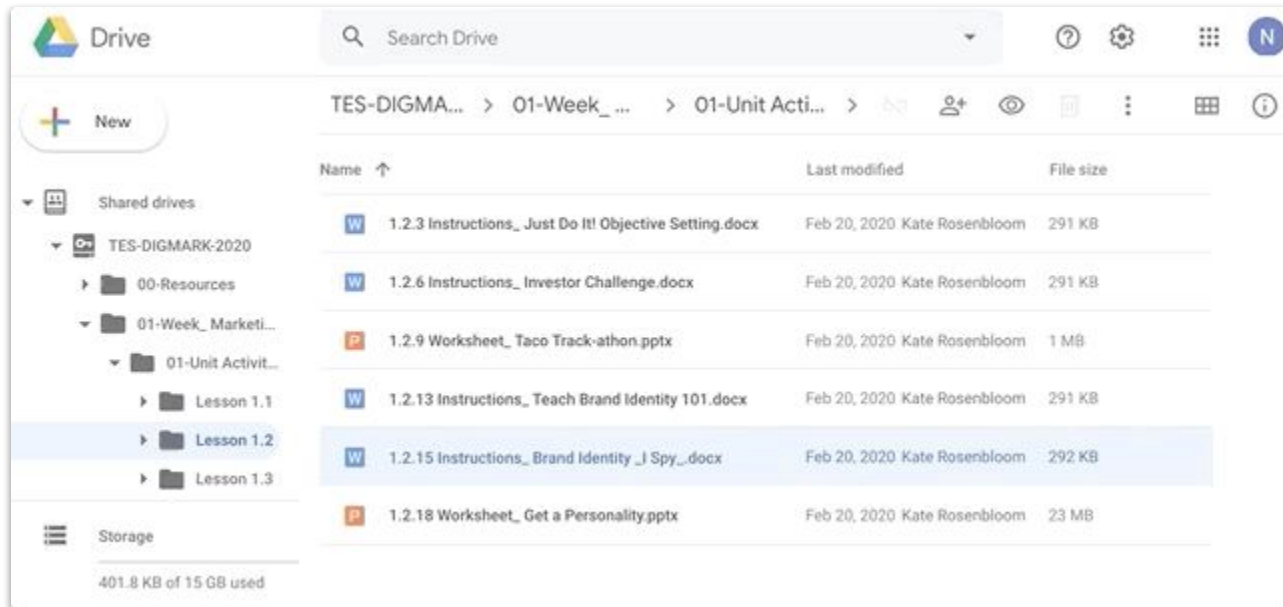 Drive
Search Drive
N
New
TES-DIGMA... > 01-Week_ ... > 01-Unit Acti... >
Name Last modified File size
Shared drives
TES-DIGMARK-2020
00-Resources
01-Week_ Marketi...
01-Unit Activit...
Lesson 1.1
Lesson 1.2
Lesson 1.3
Storage
401.8 KB of 15 GB used
W 1.2.3 Instructions_ Just Do It! Objective Setting.docx Feb 20, 2020 Kate Rosenbloom 291 KB
W 1.2.6 Instructions_ Investor Challenge.docx Feb 20, 2020 Kate Rosenbloom 291 KB
P 1.2.9 Worksheet_ Taco Track-athon.pptx Feb 20, 2020 Kate Rosenbloom 1 MB
W 1.2.13 Instructions_ Teach Brand Identity 101.docx Feb 20, 2020 Kate Rosenbloom 291 KB
W 1.2.15 Instructions_ Brand Identity _I Spy_.docx Feb 20, 2020 Kate Rosenbloom 292 KB
P 1.2.18 Worksheet_ Get a Personality.pptx Feb 20, 2020 Kate Rosenbloom 23 MB